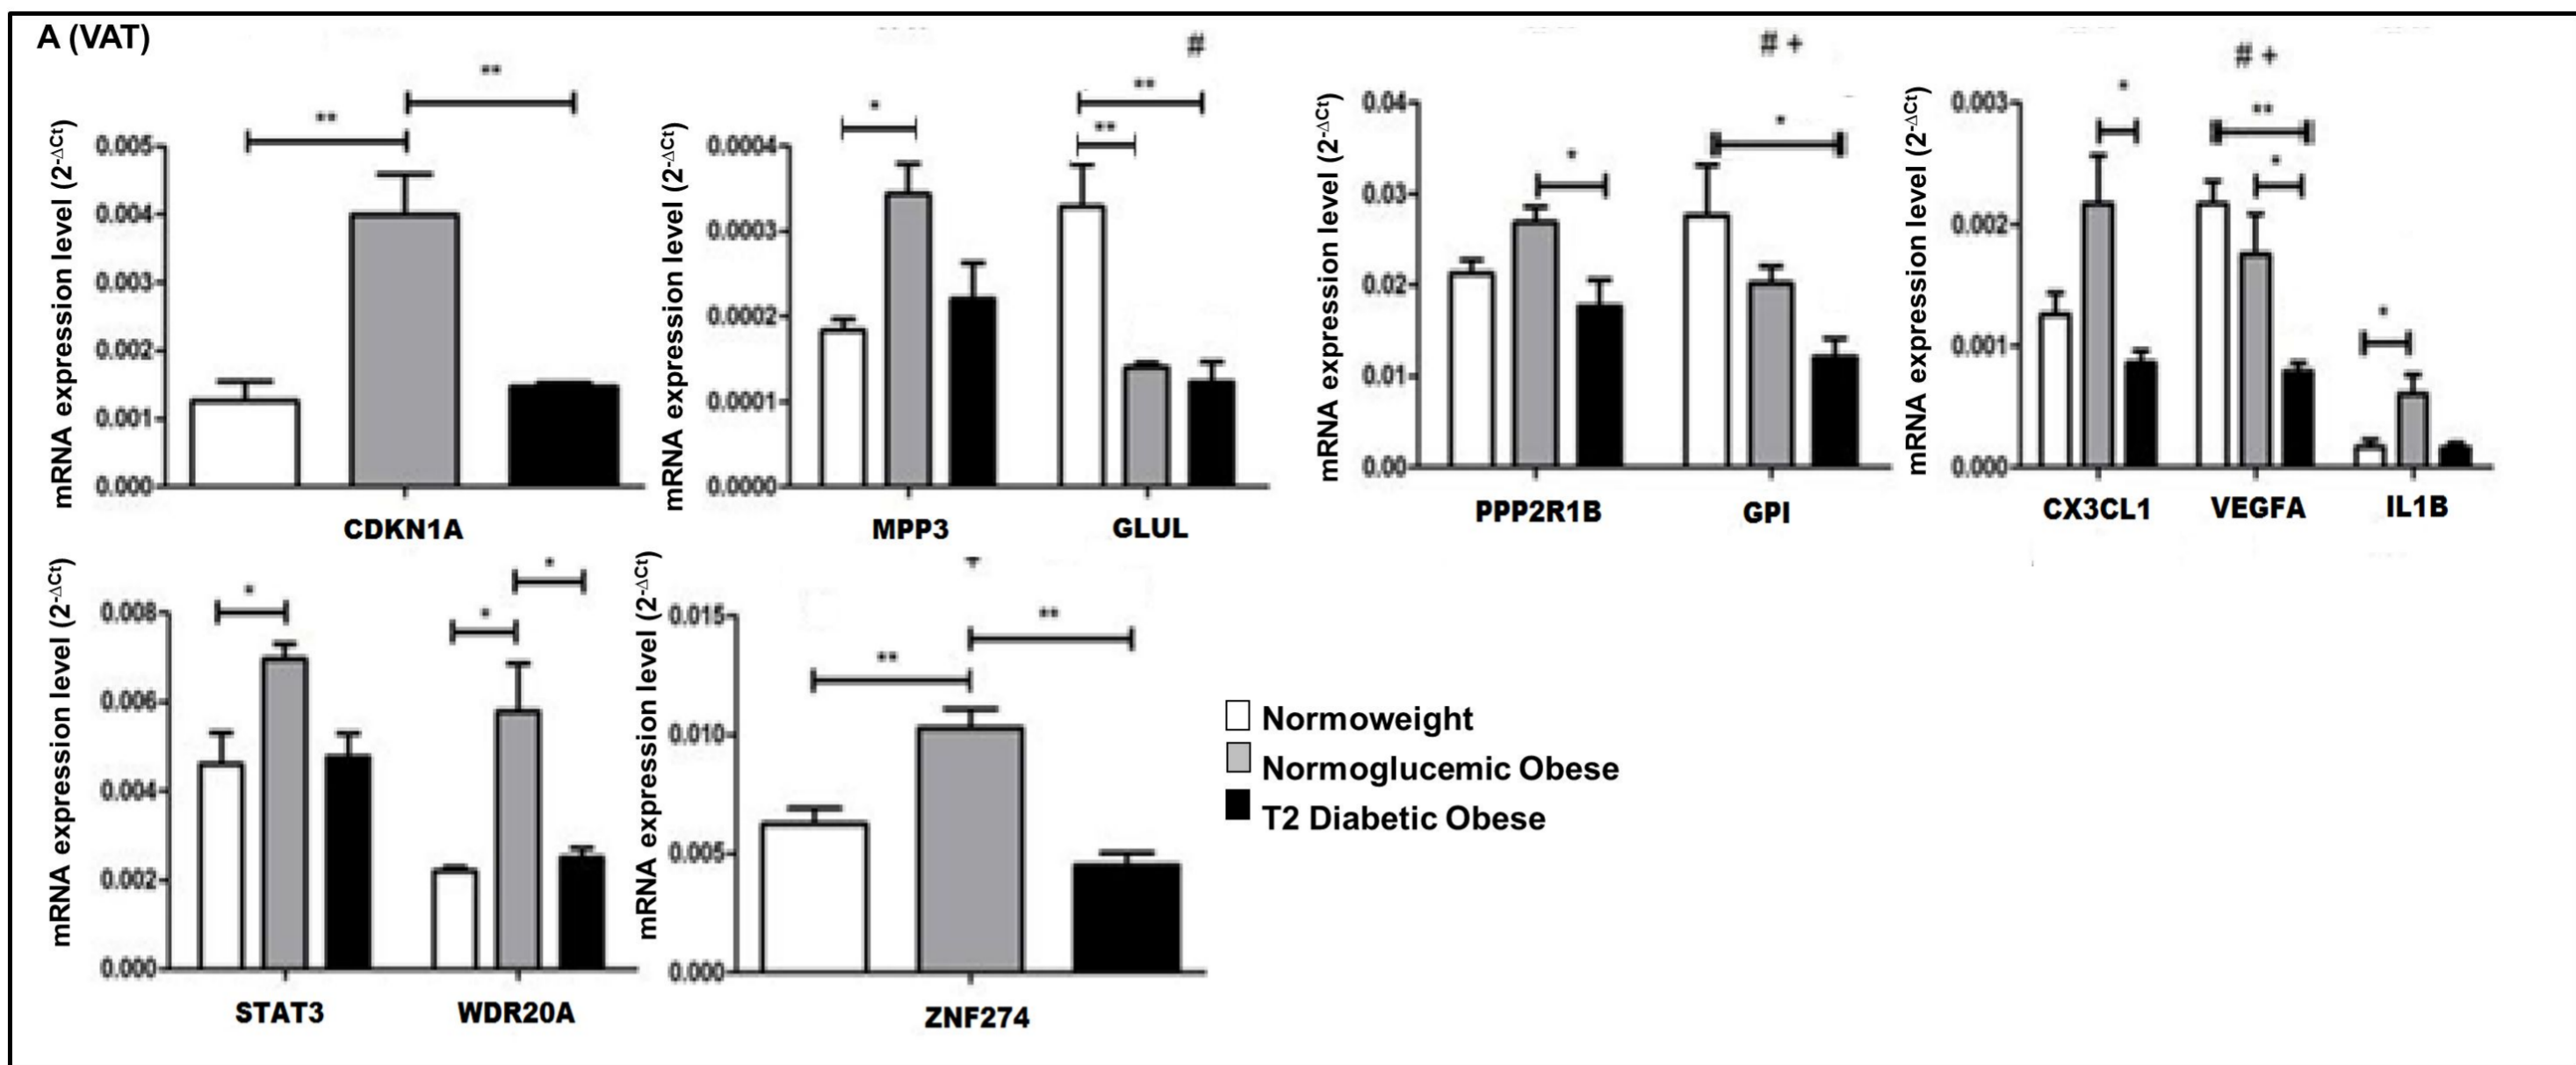 A (VAT)
mRNA expression level (2-ΔCt)
0.005
0.004
0.003
0.002
0.001
0.000
**
**
CDKN1A
mRNA expression level (2-ΔCt)
0.0004
0.0003
0.0002
0.0001
0.0000
*
#
**
**
MPP3
GLUL
mRNA expression level (2-ΔCt)
0.04
0.03
0.02
0.01
0.00
*
# +
*
PPP2R1B
GPI
mRNA expression level (2-ΔCt)
0.003
0.002
0.001
0.000
*
# +
**
*
*
CX3CL1
VEGFA
IL1B
mRNA expression level (2-ΔCt)
0.008
0.006
0.004
0.002
0.000
*
*
*
STAT3
WDR20A
mRNA expression level (2-ΔCt)
0.015
0.010
0.005
0.000
+
**
**
ZNF274
Normoweight
Normoglucemic Obese
T2 Diabetic Obese